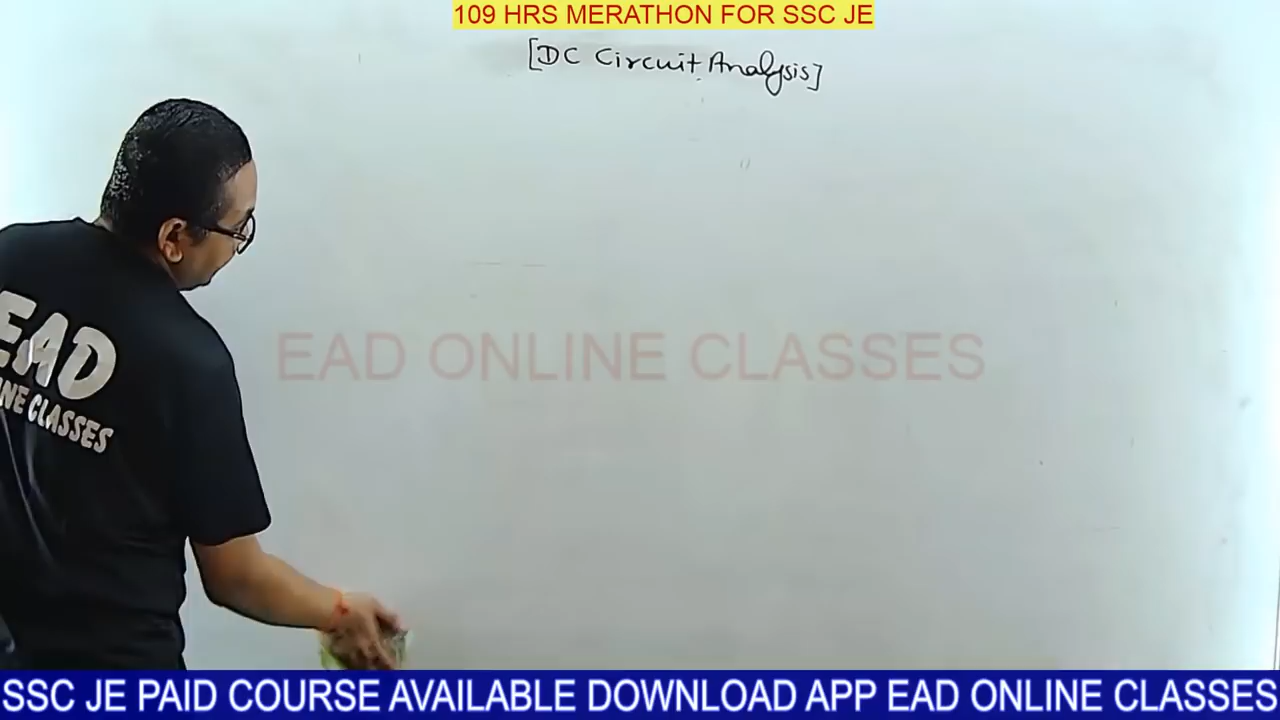 109 HRS MERATHON FOR SSC JE
[DC Circuit Analysis]
EAD
ONLINE CLASSES
EAD ONLINE CLASSES
SSC JE PAID COURSE AVAILABLE DOWNLOAD APP EAD ONLINE CLASSES